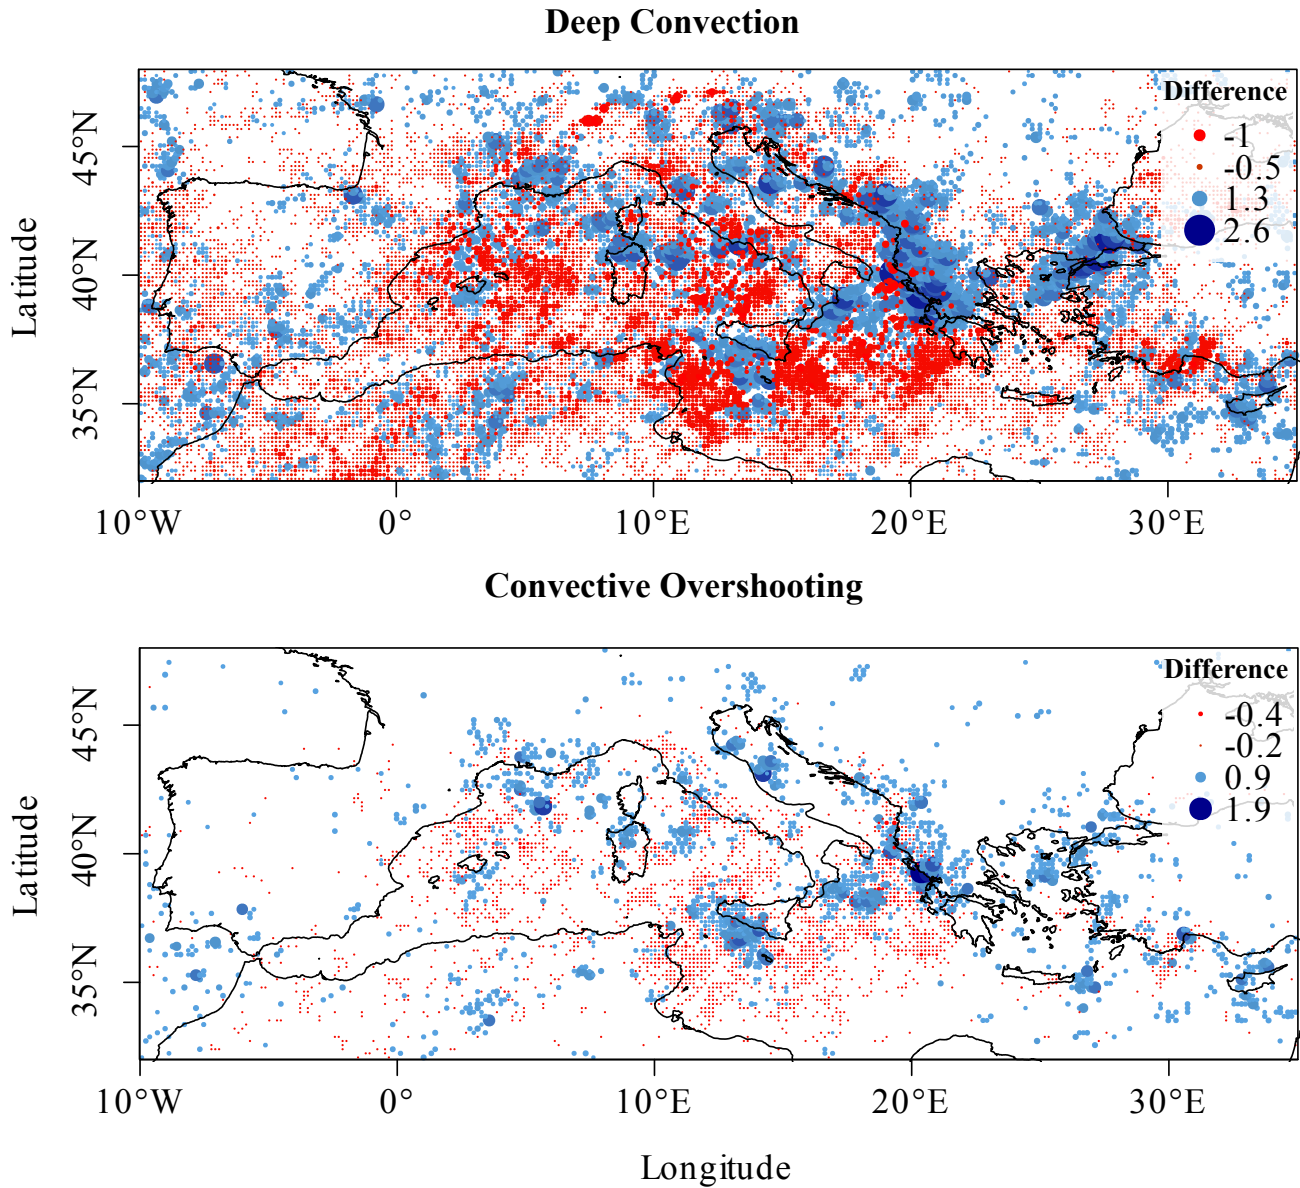 Deep Convection
Difference
-1
-0.5
1.3
2.6
45°N
40°N
35°N
Latitude
10°W 0° 10°E 20°E 30°E
Convective Overshooting
Difference
-0.4
-0.2
0.9
1.9
45°N
40°N
35°N
Latitude
10°W 0° 10°E 20°E 30°E
Longitude